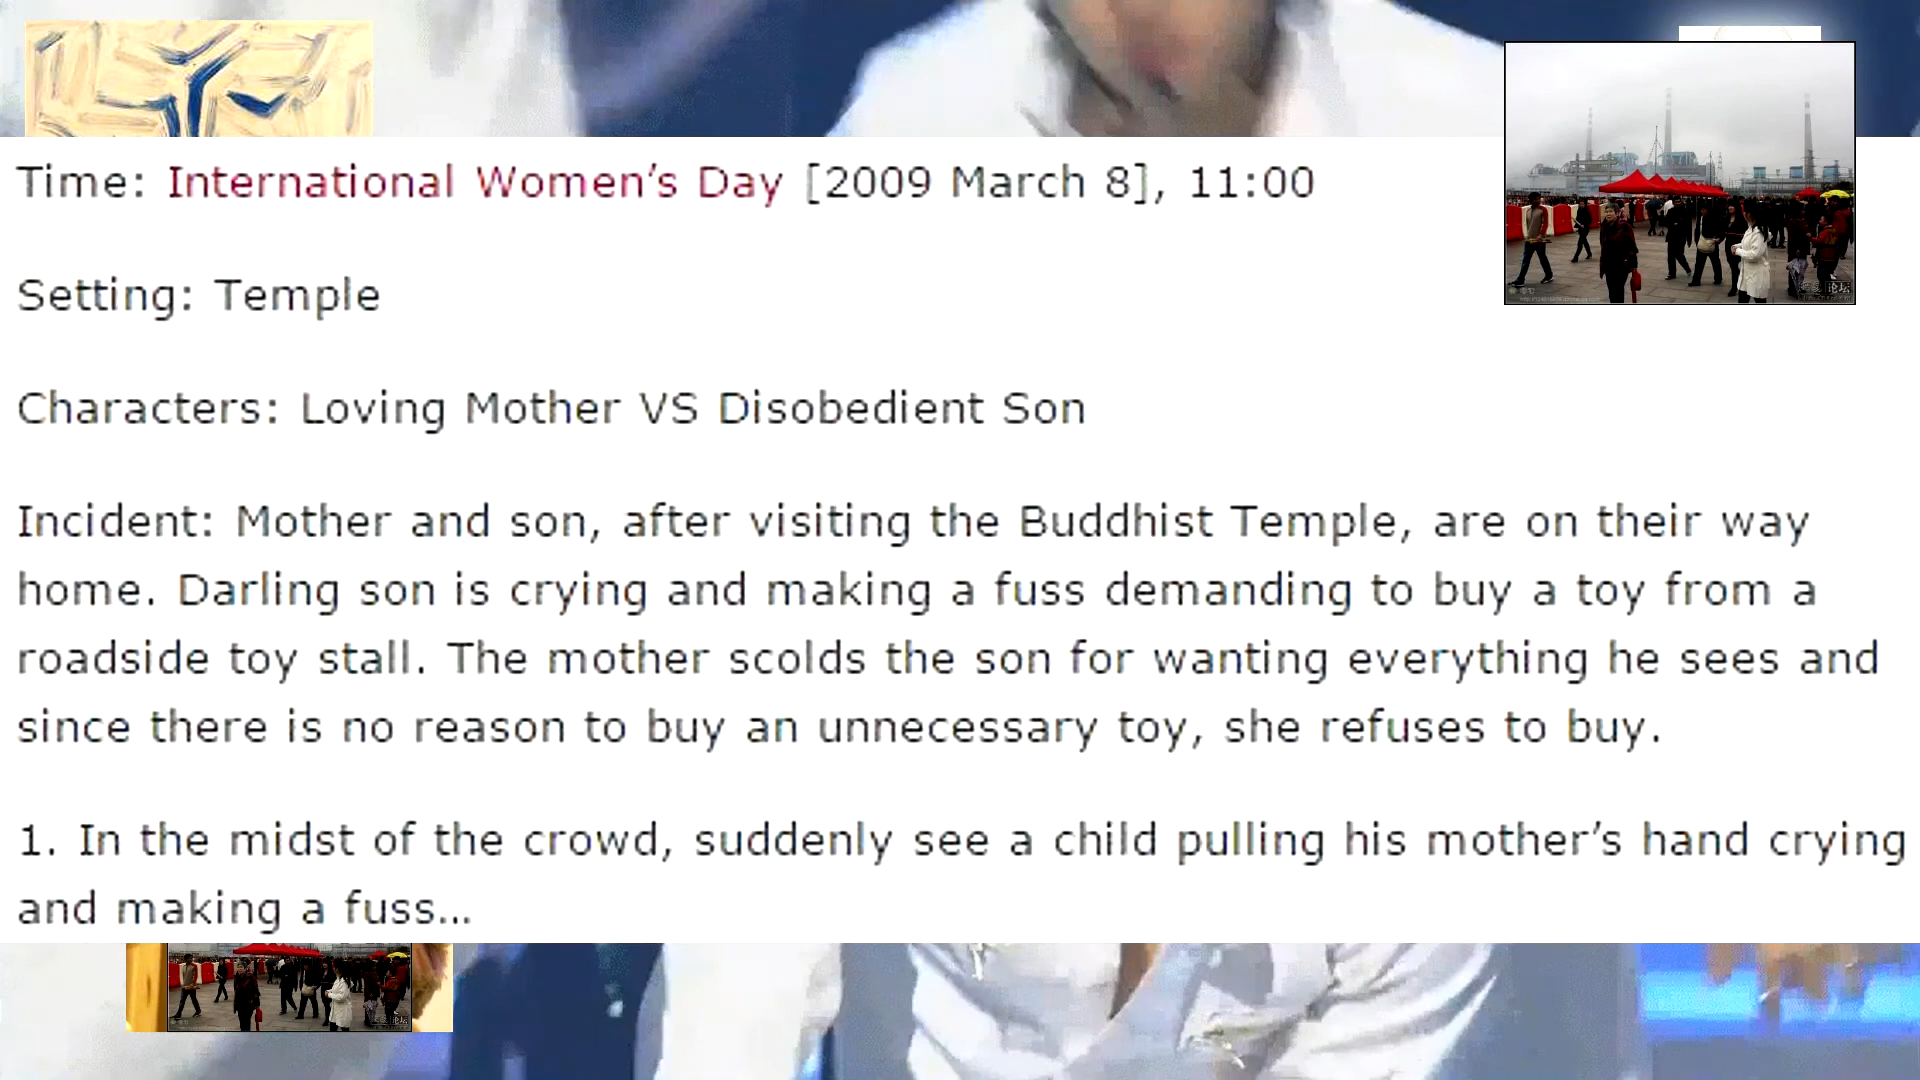 Time: International Women's Day [2009 March 8], 11:00
Setting: Temple
Characters: Loving Mother VS Disobedient Son
Incident: Mother and son, after visiting the Buddhist Temple, are on their way
home. Darling son is crying and making a fuss demanding to buy a toy from a
roadside toy stall. The mother scolds the son for wanting everything he sees and
since there is no reason to buy an unnecessary toy, she refuses to buy.
1. In the midst of the crowd, suddenly see a child pulling his mother's hand crying
and making a fuss...
论坛